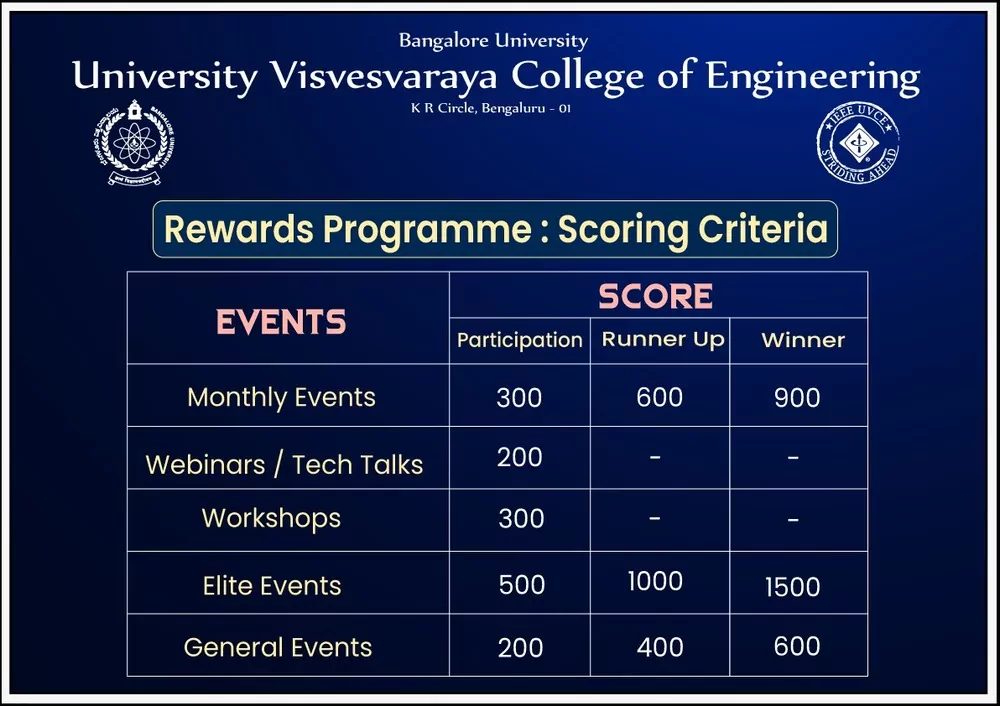 Bangalore University
University Visvesvaraya College of Engineering
K R Circle, Bengaluru - 01
BANGALORE UNIVERSITY
IEEE UVCE
STRIDING AHEAD
Rewards Programme : Scoring Criteria
EVENTS
SCORE
Participation Runner Up Winner
Monthly Events 300 600 900
Webinars / Tech Talks 200 - -
Workshops 300 - -
Elite Events 500 1000 1500
General Events 200 400 600